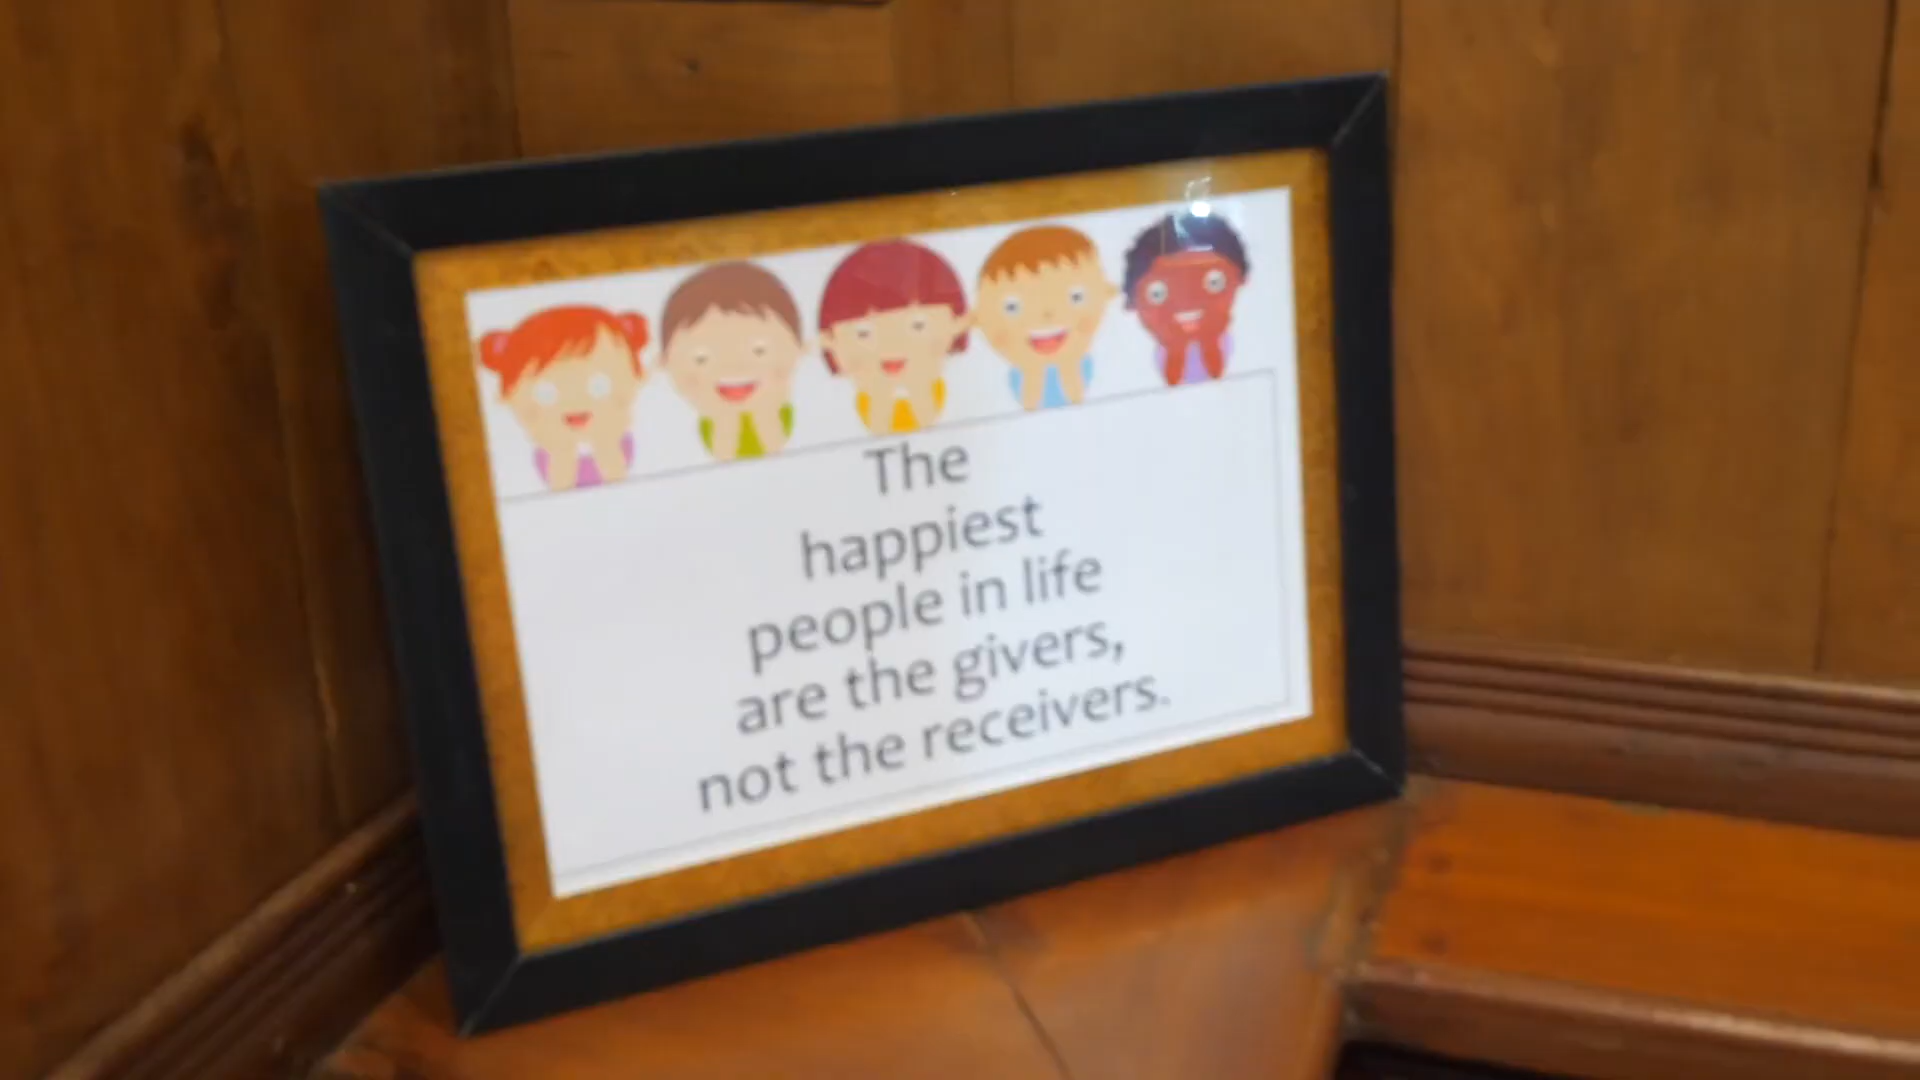 The
happiest
people in life
are the givers,
not the receivers.